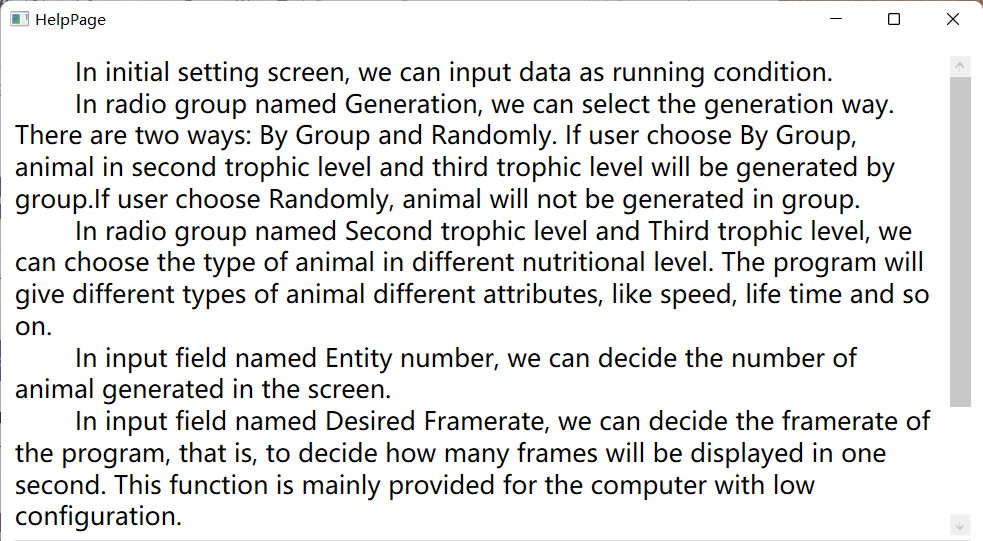 HelpPage
In initial setting screen, we can input data as running condition.
In radio group named Generation, we can select the generation way.
There are two ways: By Group and Randomly. If user choose By Group,
animal in second trophic level and third trophic level will be generated by
group.If user choose Randomly, animal will not be generated in group.
In radio group named Second trophic level and Third trophic level, we
can choose the type of animal in different nutritional level. The program will
give different types of animal different attributes, like speed, life time and so
on.
In input field named Entity number, we can decide the number of
animal generated in the screen.
In input field named Desired Framerate, we can decide the framerate of
the program, that is, to decide how many frames will be displayed in one
second. This function is mainly provided for the computer with low
configuration.